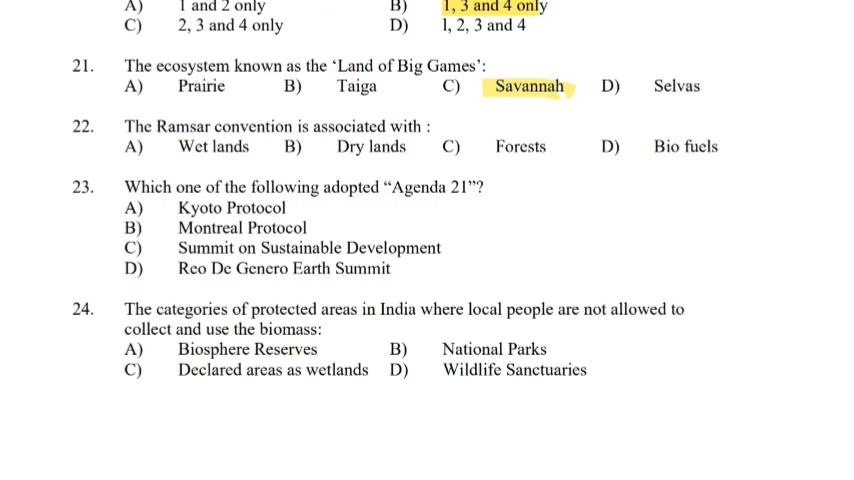 A) 1 and 2 only B) 1, 3 and 4 only
C) 2, 3 and 4 only D) 1, 2, 3 and 4
21. The ecosystem known as the ‘Land of Big Games’:
A) Prairie B) Taiga C) Savannah D) Selvas
22. The Ramsar convention is associated with :
A) Wet lands B) Dry lands C) Forests D) Bio fuels
23. Which one of the following adopted “Agenda 21”?
A) Kyoto Protocol
B) Montreal Protocol
C) Summit on Sustainable Development
D) Reo De Genero Earth Summit
24. The categories of protected areas in India where local people are not allowed to
collect and use the biomass:
A) Biosphere Reserves B) National Parks
C) Declared areas as wetlands D) Wildlife Sanctuaries